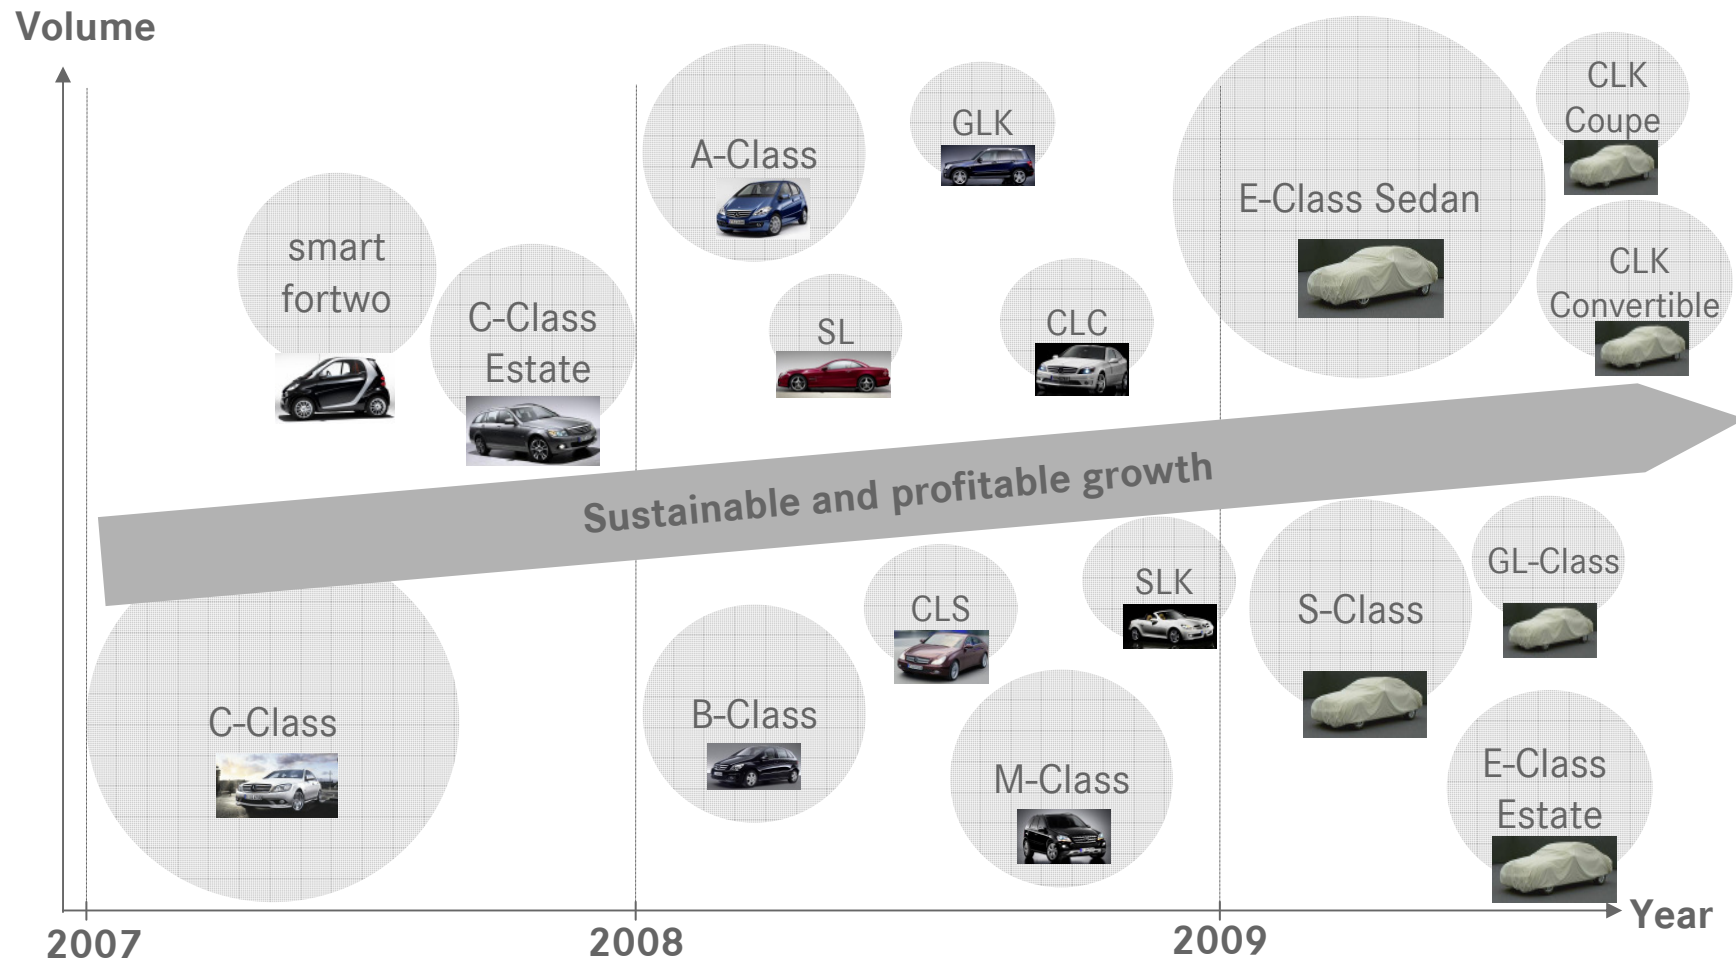 Volume
smart
fortwo
C-Class
Estate
C-Class
A-Class
GLK
SL
CLC
E-Class Sedan
CLK
Coupe
CLK
Convertible
Sustainable and profitable growth
B-Class
CLS
SLK
M-Class
S-Class
GL-Class
E-Class
Estate
2007
2008
2009
Year